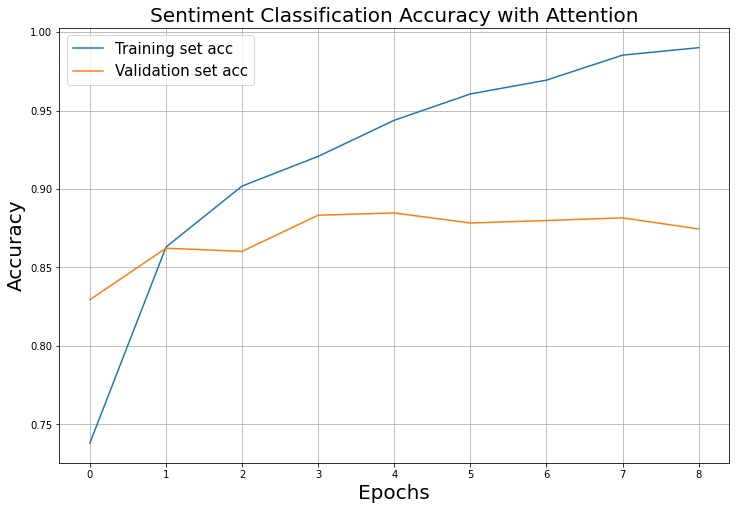 Sentiment Classification Accuracy with Attention
1.00
Training set acc
Validation set acc
0.95
0.90
0.85
0.80
0.75
Accuracy
0 1 2 3 4 5 6 7 8
Epochs